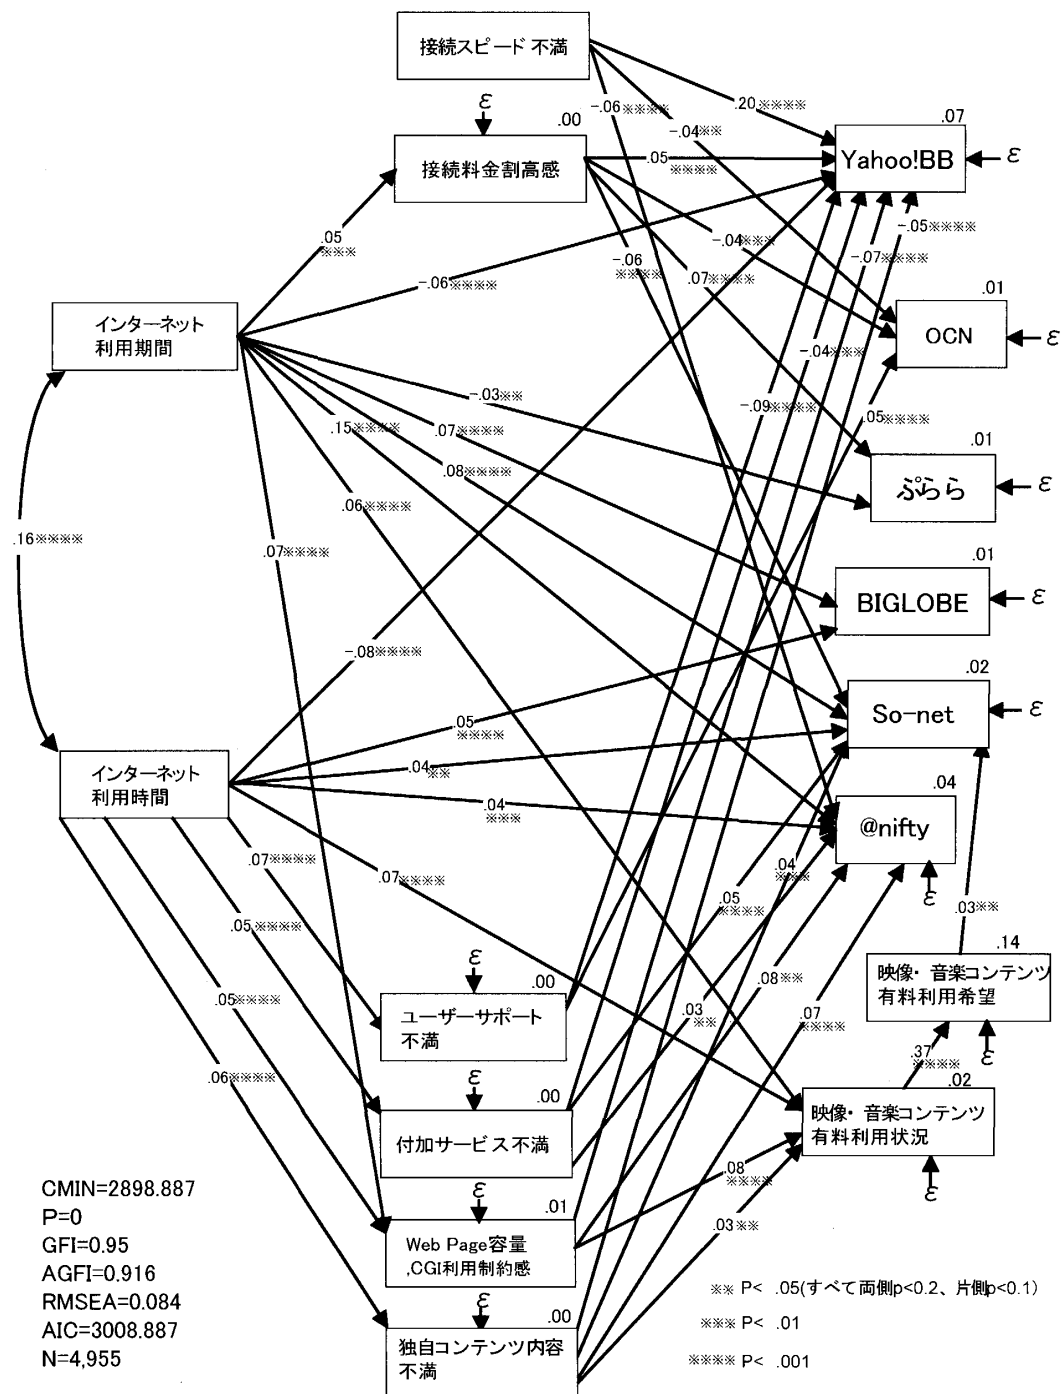 接続スピード 不満
ε
.00
接続料金割高感
.07
Yahoo!BB
ε
.20※※※※
-.06※※※※
-.04※※
.05
※※※※
-.05※※※※
-.04※※※
-.07※※※※
-.06
※※※※
.07※※※※
.05
※※※
-.06※※※※
インターネット
利用期間
.01
OCN
ε
-.04※※※
-.03※※
-.09※※※※
.05※※※※
.15※※※※
.07※※※※
.08※※※※
.01
ぷらら
ε
.06※※※※
.16※※※※
.07※※※※
.01
BIGLOBE
ε
-.08※※※※
.02
So-net
ε
.05
※※※※
.04※※
インターネット
利用時間
.04
※※※
.04
@nifty
ε
.07※※※※
.07※※※※
.04
※※※※
.05
※※※※
.03※※
.05※※※※
.08※※
.14
映像・音楽コンテンツ
有料利用希望
ε
ε
.00
ユーザーサポート
不満
.03
※※
.07
※※※※
.05※※※※
.37
※※※※
.06※※※※
ε
.00
付加サービス不満
.02
映像・音楽コンテンツ
有料利用状況
ε
.08
※※※※
.03※※
ε
.01
Web Page容量
,CGI利用制約感
ε
.00
独自コンテンツ内容
不満
CMIN=2898.887
P=0
GFI=0.95
AGFI=0.916
RMSEA=0.084
AIC=3008.887
N=4,955
※※ P< .05(すべて両側p<0.2、片側p<0.1)
※※※ P< .01
※※※※ P< .001